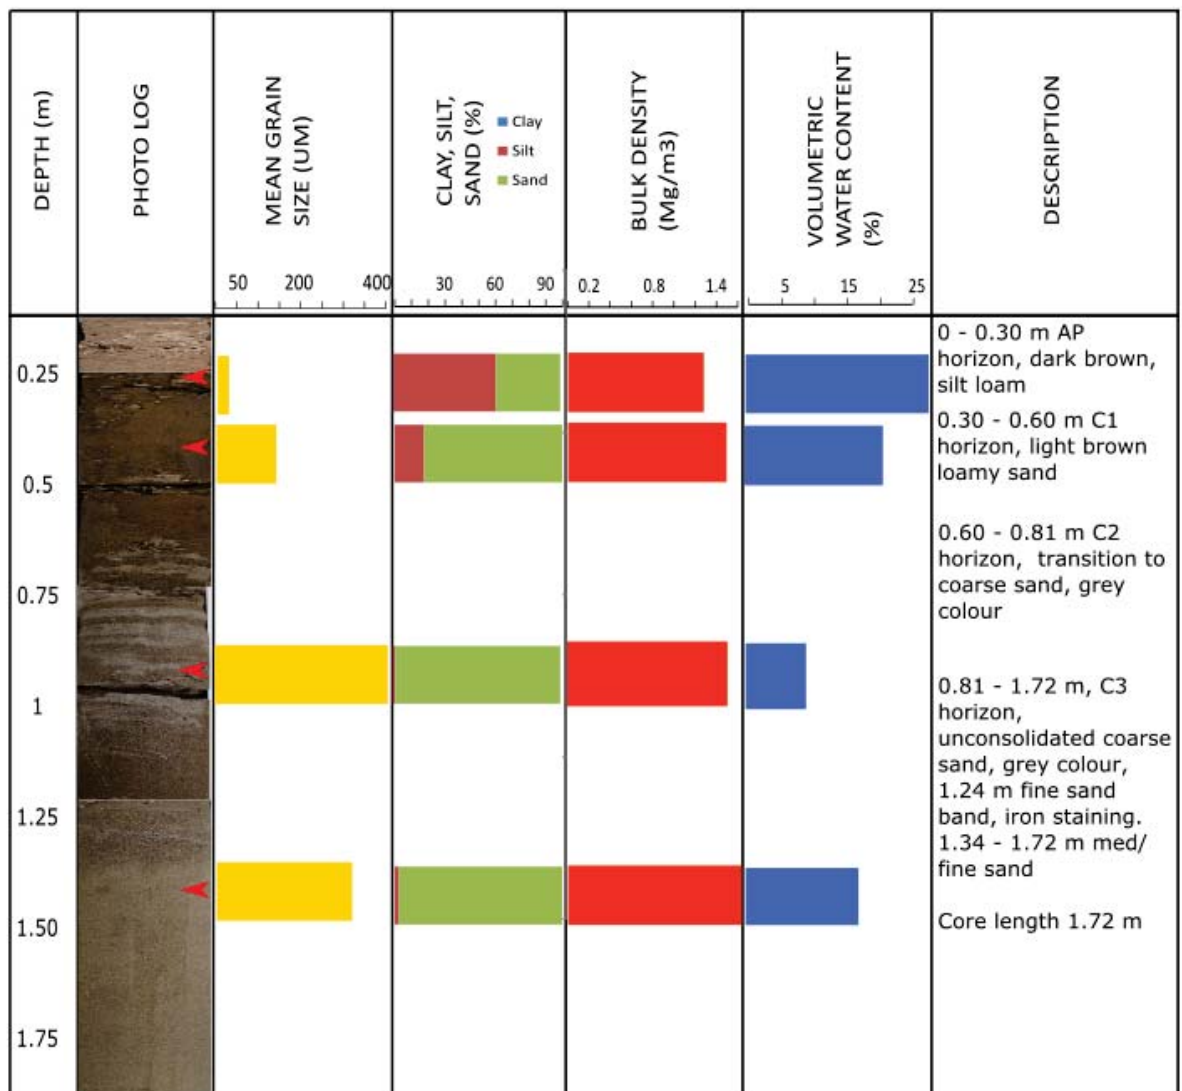 DEPTH (m)
PHOTO LOG
MEAN GRAIN
SIZE (UM)
CLAY, SILT,
SAND (%)
Clay
Silt
Sand
BULK DENSITY
(Mg/m3)
VOLUMETRIC
WATER CONTENT
(%)
DESCRIPTION
50 200 400
30 60 90
0.2 0.8 1.4
5 15 25
0.25
0.5
0.75
1
1.25
1.50
1.75
0 - 0.30 m AP
horizon, dark brown,
silt loam
0.30 - 0.60 m C1
horizon, light brown
loamy sand
0.60 - 0.81 m C2
horizon, transition to
coarse sand, grey
colour
0.81 - 1.72 m, C3
horizon,
unconsolidated coarse
sand, grey colour,
1.24 m fine sand
band, iron staining.
1.34 - 1.72 m med/
fine sand
Core length 1.72 m